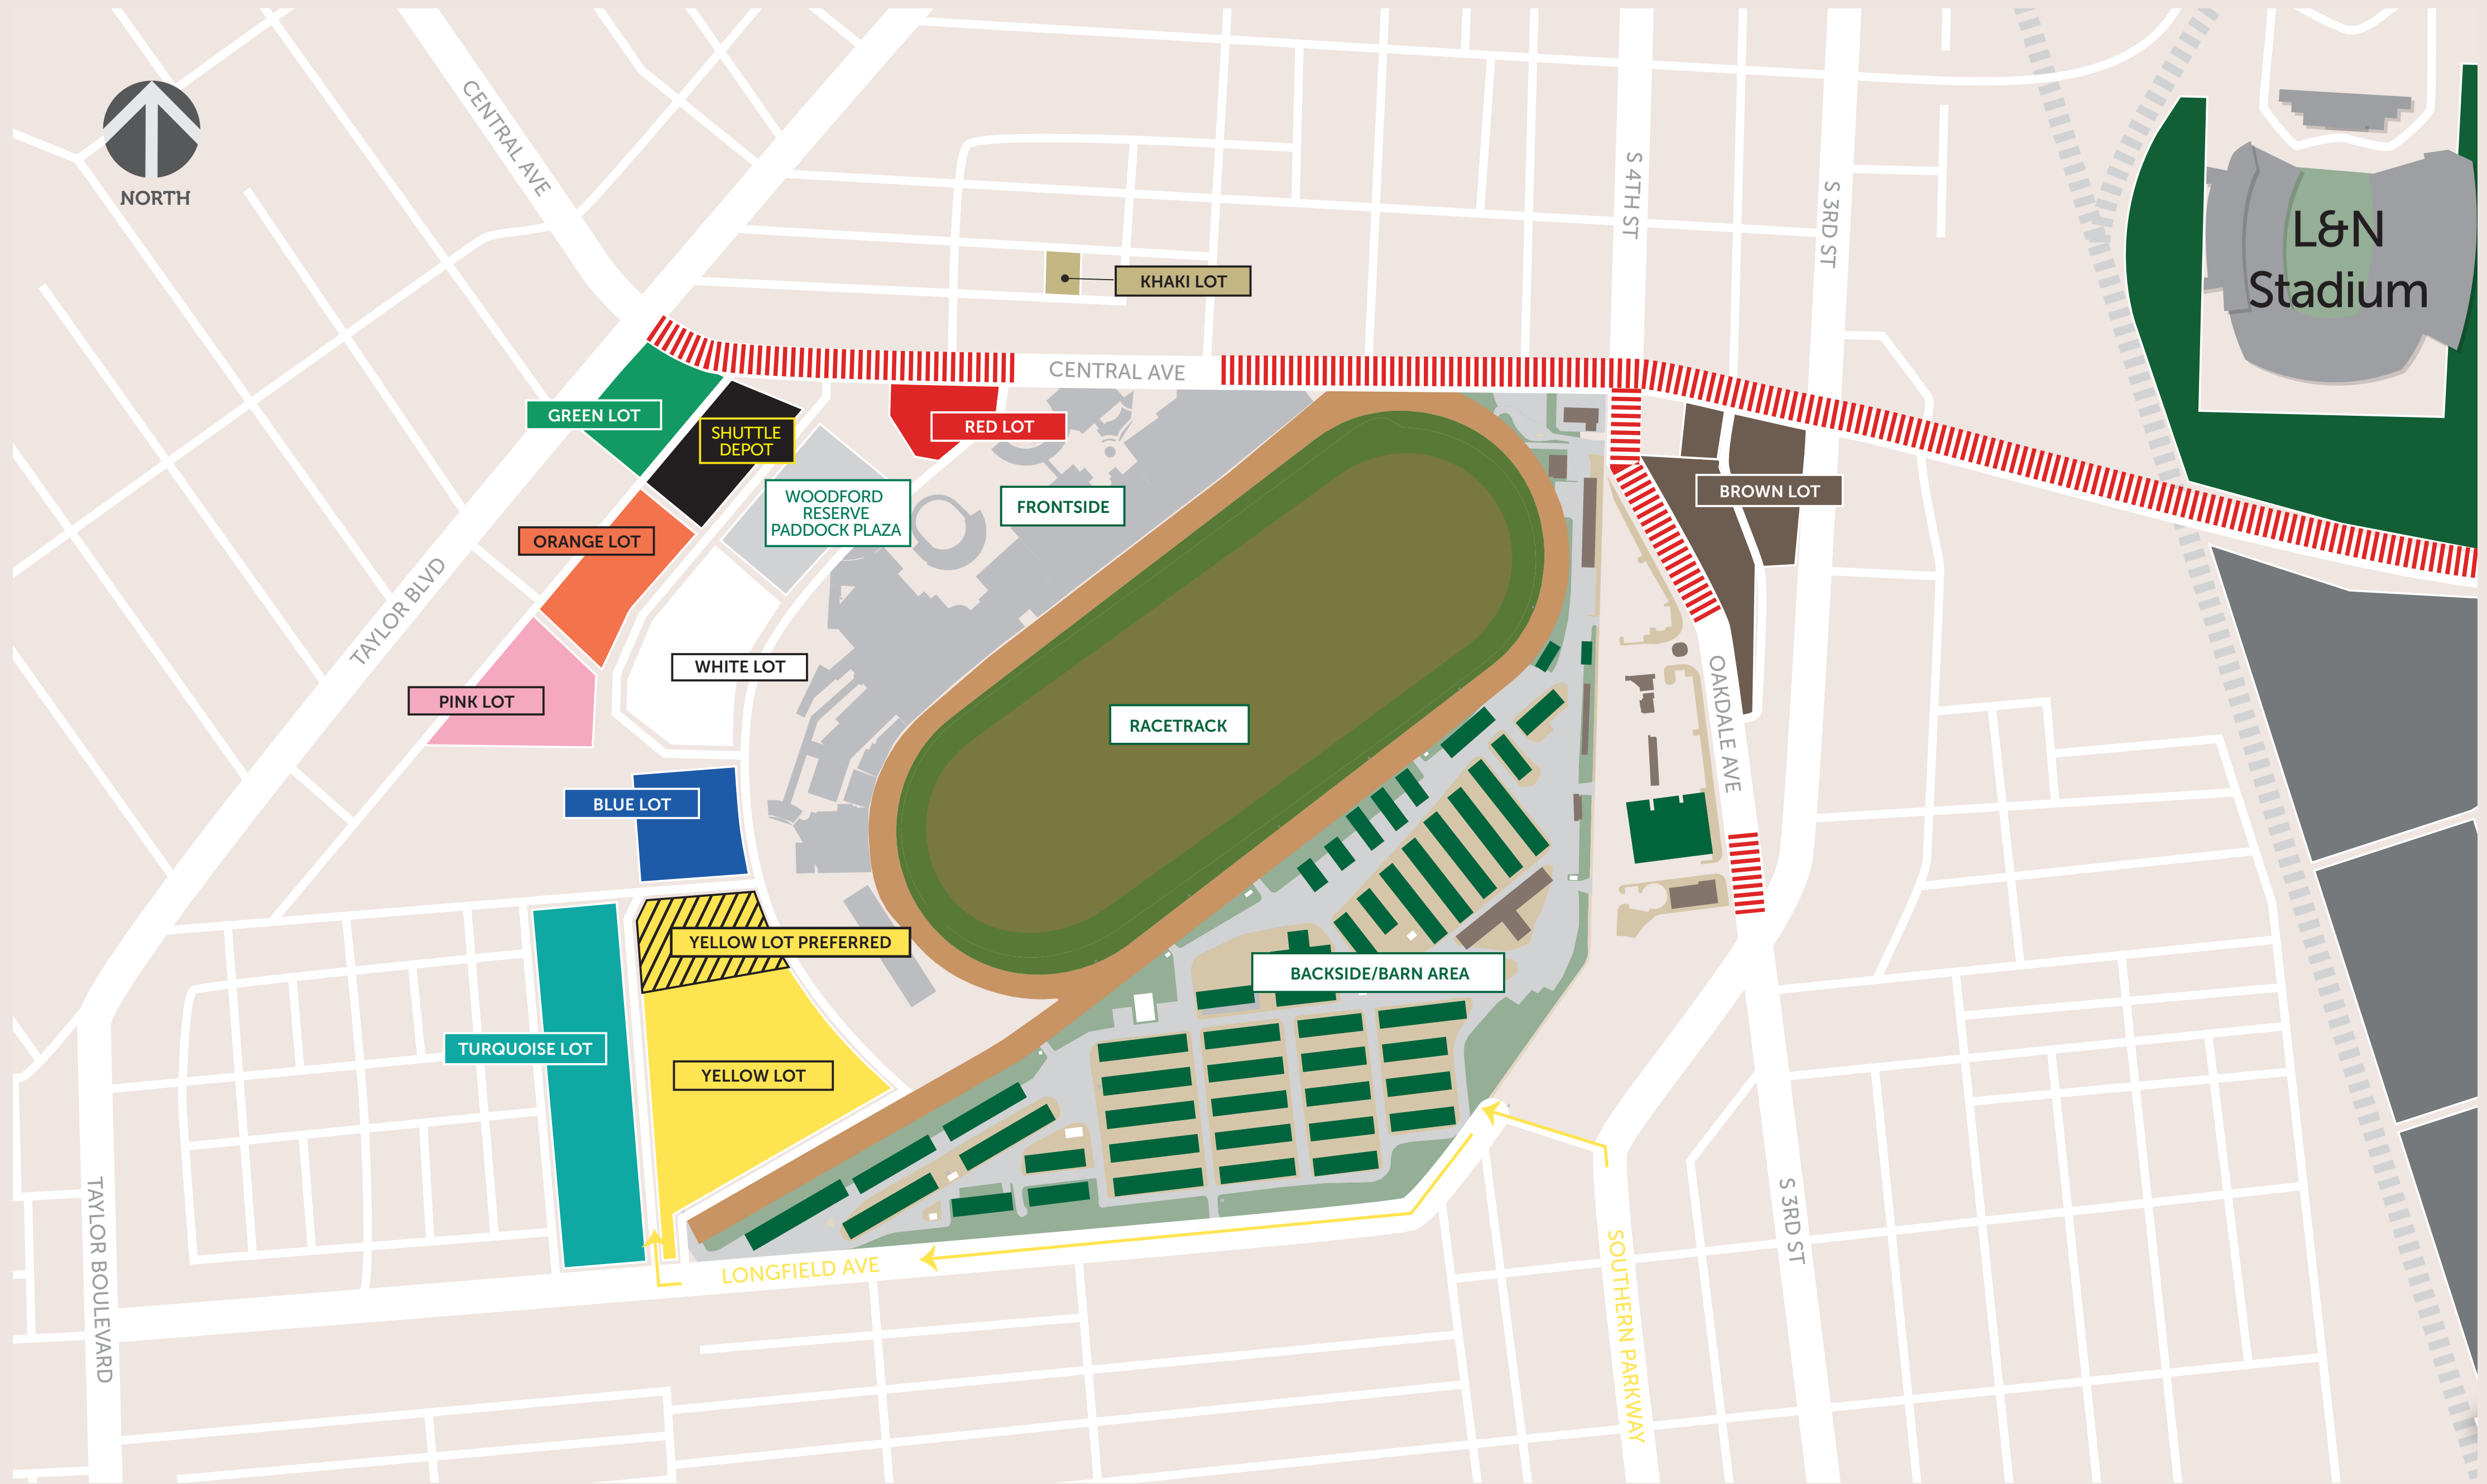 NORTH
CENTRAL AVE
S 4TH ST
S 3RD ST
L&N
Stadium
KHAKI LOT
CENTRAL AVE
GREEN LOT
SHUTTLE
DEPOT
RED LOT
WOODFORD
RESERVE
PADDOCK PLAZA
FRONTSIDE
BROWN LOT
ORANGE LOT
TAYLOR BLVD
WHITE LOT
PINK LOT
RACETRACK
OAKDALE AVE
BLUE LOT
YELLOW LOT PREFERRED
BACKSIDE/BARN AREA
TURQUOISE LOT
YELLOW LOT
TAYLOR BOULEVARD
LONGFIELD AVE
SOUTHERN PARKWAY
S 3RD ST